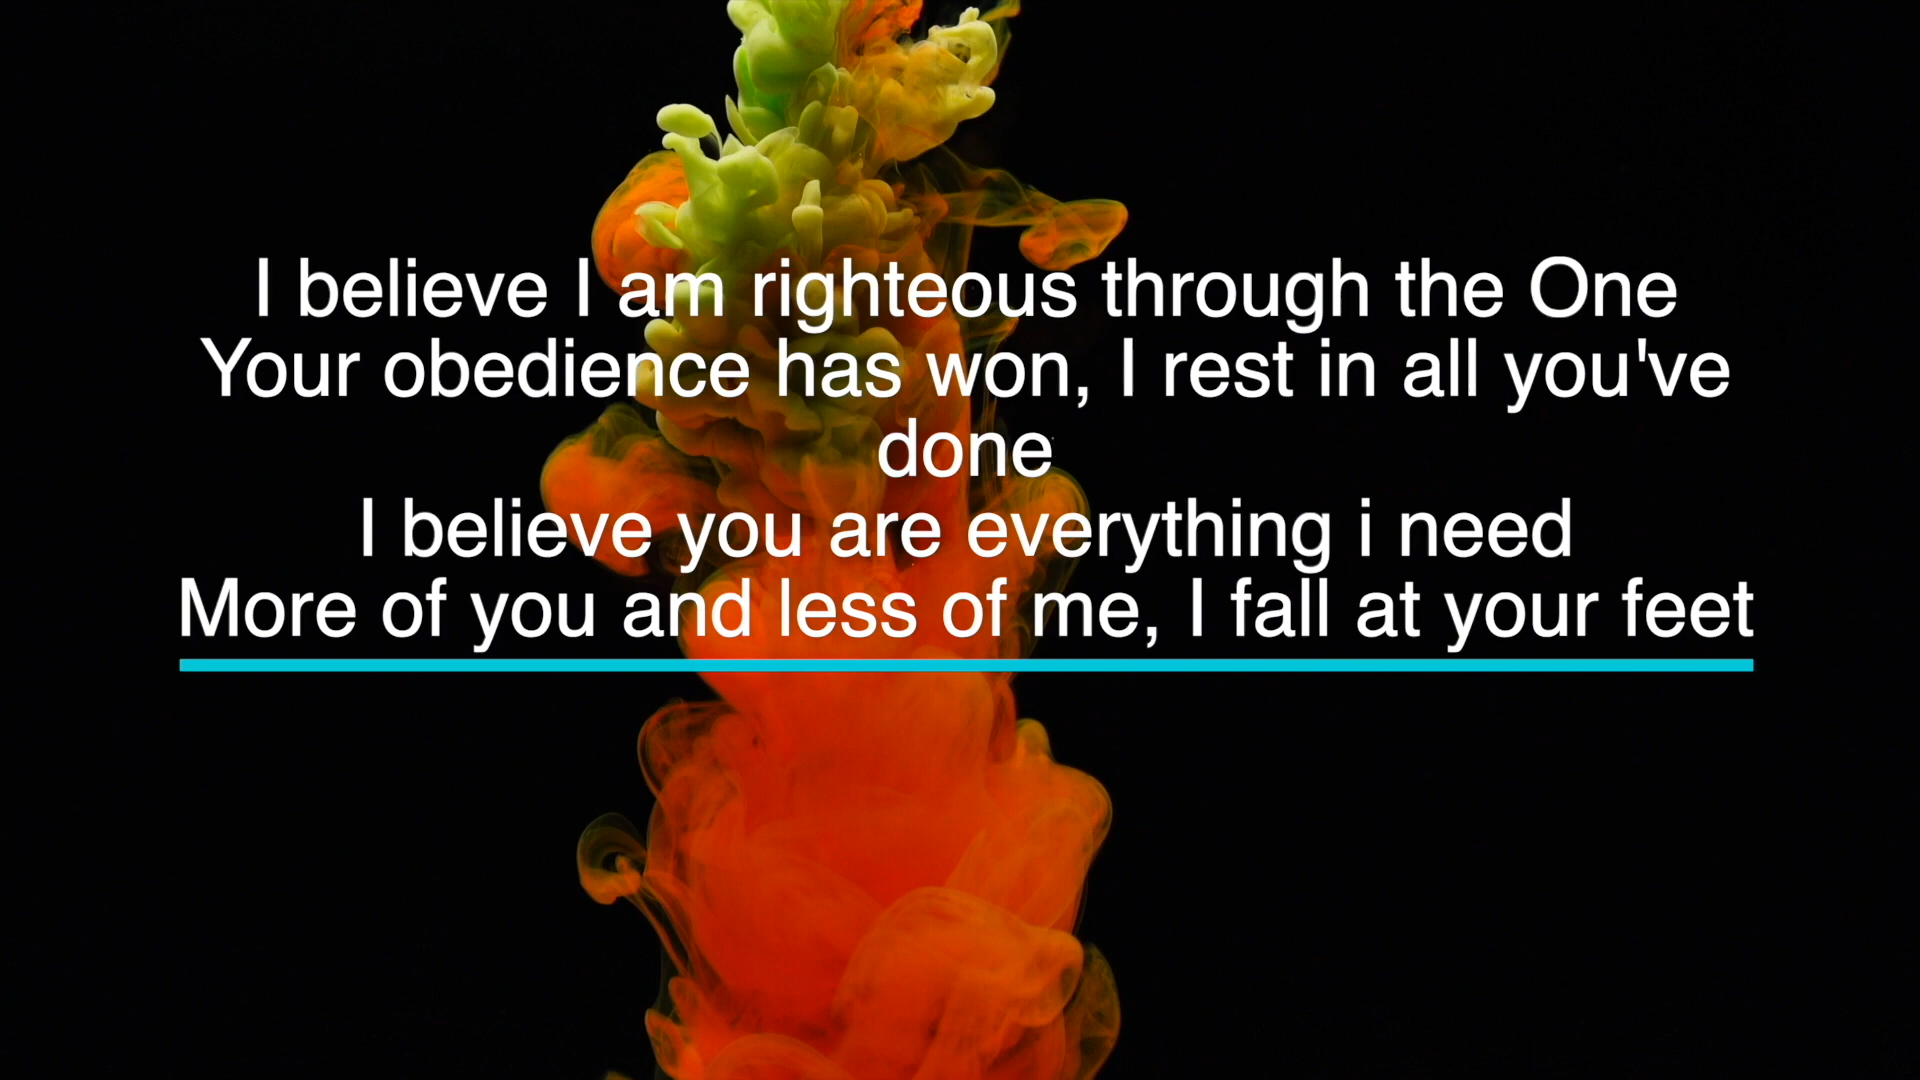 I believe I am righteous through the One
Your obedience has won, I rest in all you've
done
I believe you are everything i need
More of you and less of me, I fall at your feet